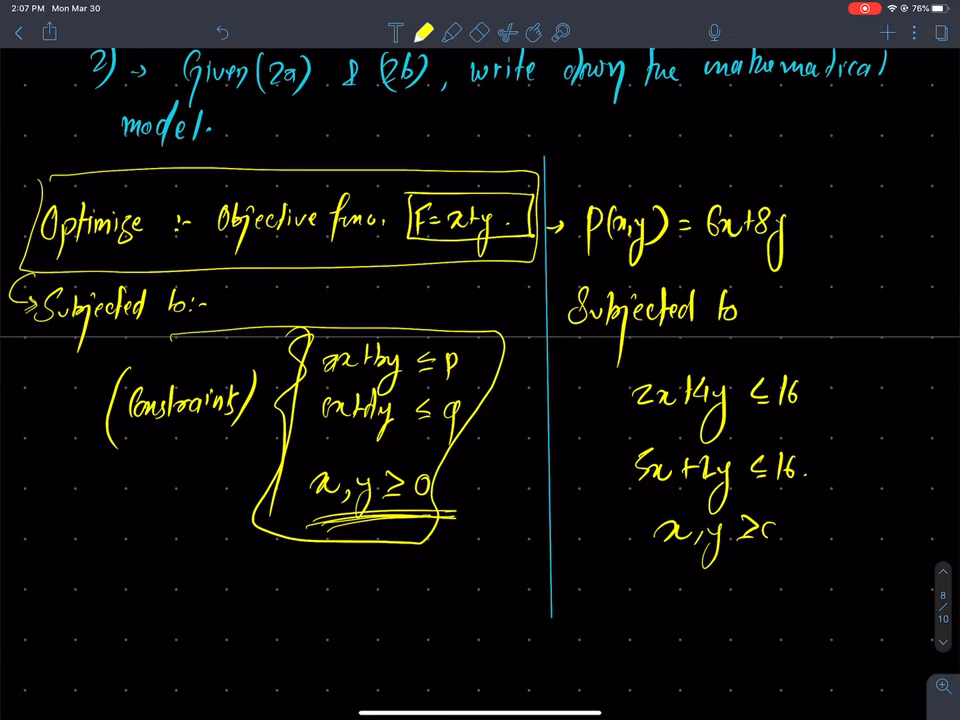 2:07 PM Mon Mar 30
76%
2) → Given (2a) & (2b), write down the mathematical
model.
Optimize :- Objective func. F = x+y.
→ P(x,y) = 6x+8y
Subjected to:-
Subjected to
(Constraints)
ax+by ≤ p
cx+dy ≤ q
x, y ≥ 0
2x+4y ≤ 16
5x+2y ≤ 16.
x, y ≥
8
/
10